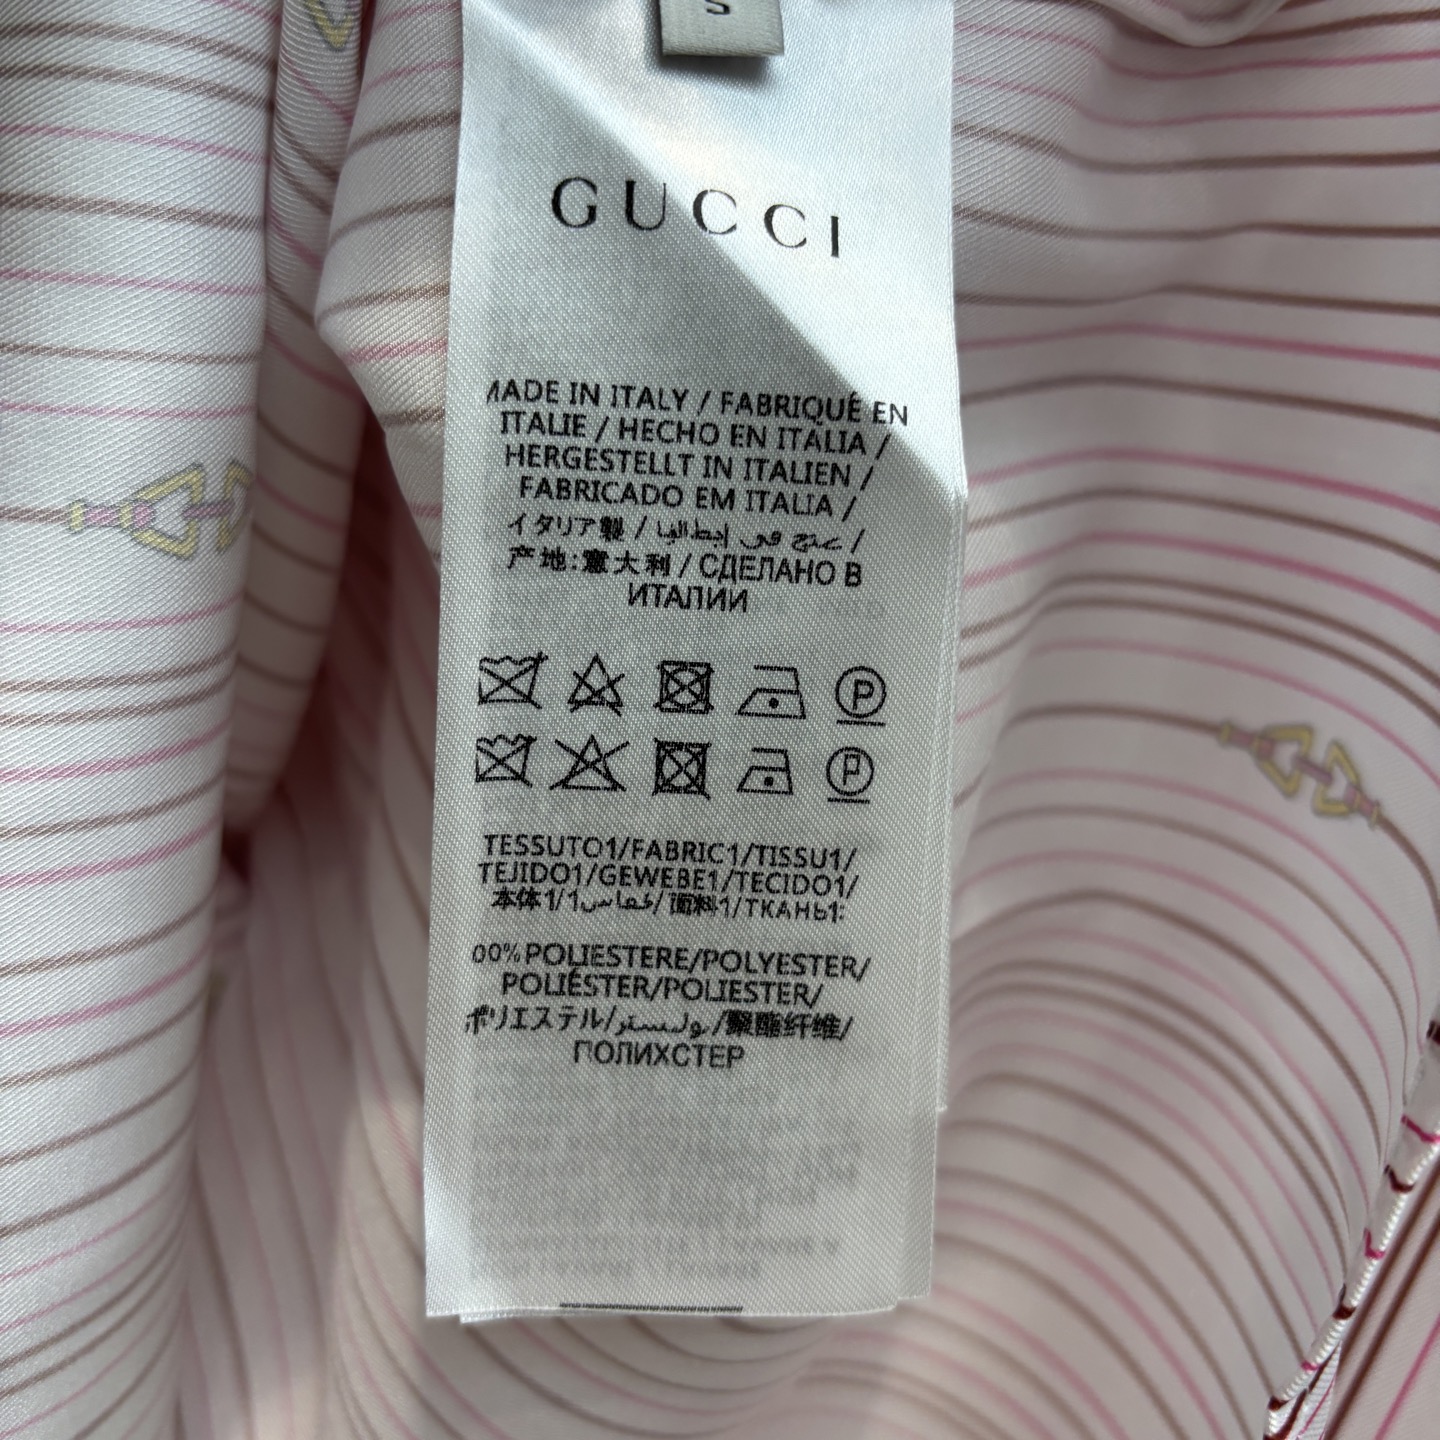 S
GUCCI
MADE IN ITALY / FABRIQUÉ EN
ITALIE / HECHO EN ITALIA /
HERGESTELLT IN ITALIEN /
FABRICADO EM ITALIA /
イタリア製 / صنع في إيطاليا /
产地:意大利 / СДЕЛАНО В
ИТАЛИИ
P
P
TESSUTO1/FABRIC1/TISSU1/
TEJIDO1/GEWEBE1/TECIDO1/
本体1/1قماش/面料1/ТКАНЬ1:
00% POLIESTERE/POLYESTER/
POLIÉSTER/POLIESTER/
ポリエステル/بوليستر/聚酯纤维/
ПОЛИХСТЕР